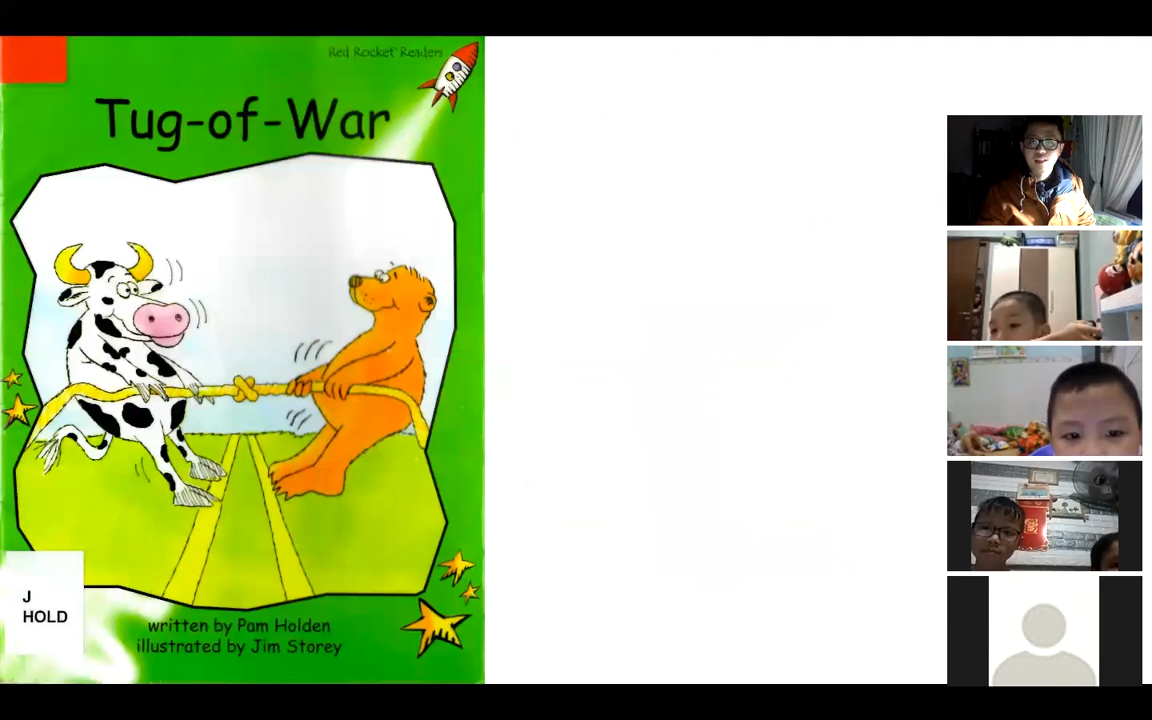 Red Rocket Readers
Tug-of-War
J
HOLD
written by Pam Holden
illustrated by Jim Storey